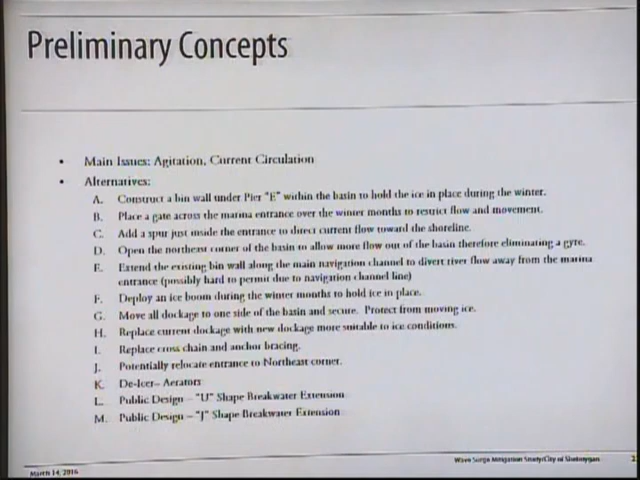 Preliminary Concepts
• Main Issues: Agitation, Current Circulation
• Alternatives:
A. Construct a bin wall under Pier "E" within the basin to hold the ice in place during the winter.
B. Place a gate across the marina entrance over the winter months to restrict flow and movement.
C. Add a spur just inside the entrance to direct current flow toward the shoreline.
D. Open the northeast corner of the basin to allow more flow out of the basin therefore eliminating a gyre.
E. Extend the existing bin wall along the main navigation channel to divert river flow away from the marina
entrance (possibly hard to permit due to navigation channel line)
F. Deploy an ice boom during the winter months to hold ice in place.
G. Move all dockage to one side of the basin and secure. Protect from moving ice.
H. Replace current dockage with new dockage more suitable to ice conditions.
I. Replace cross chain and anchor bracing.
J. Potentially relocate entrance to Northeast corner.
K. De-Icer– Aerators
L. Public Design – "U" Shape Breakwater Extension
M. Public Design – "J" Shape Breakwater Extension
March 14, 2016
Wave Surge Mitigation Study/City of Sheboygan